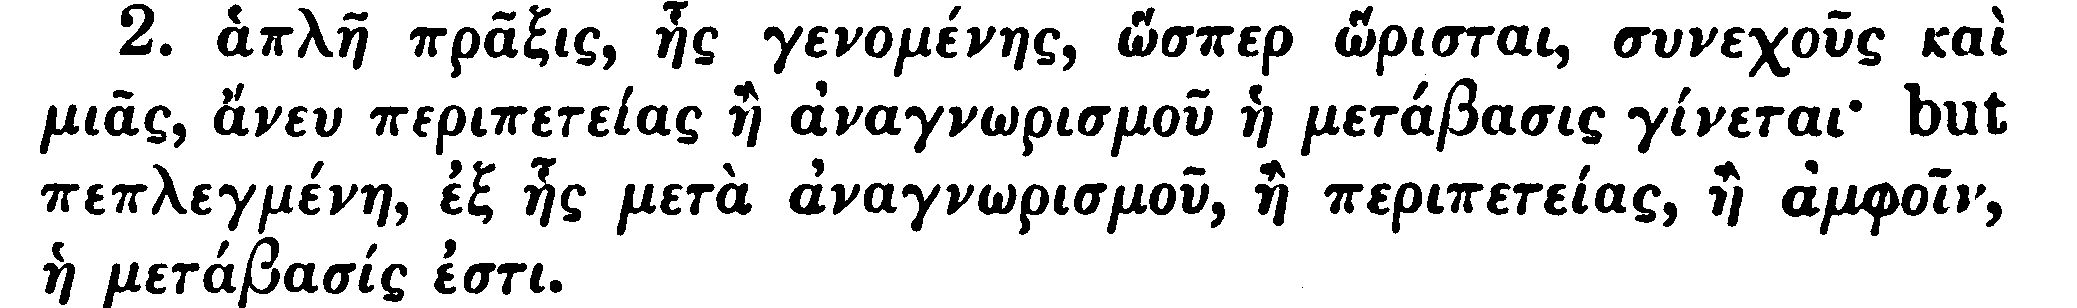 2. ἁπλῆ πρᾶξις, ἧς γενομένης, ὥσπερ ὥρισται, συνεχοῦς καὶ
μιᾶς, ἄνευ περιπετείας ἢ ἀναγνωρισμοῦ ἡ μετάβασις γίνεται· but
πεπλεγμένη, ἐξ ἧς μετὰ ἀναγνωρισμοῦ, ἢ περιπετείας, ἢ ἀμφοῖν,
ἡ μετάβασίς ἐστι.